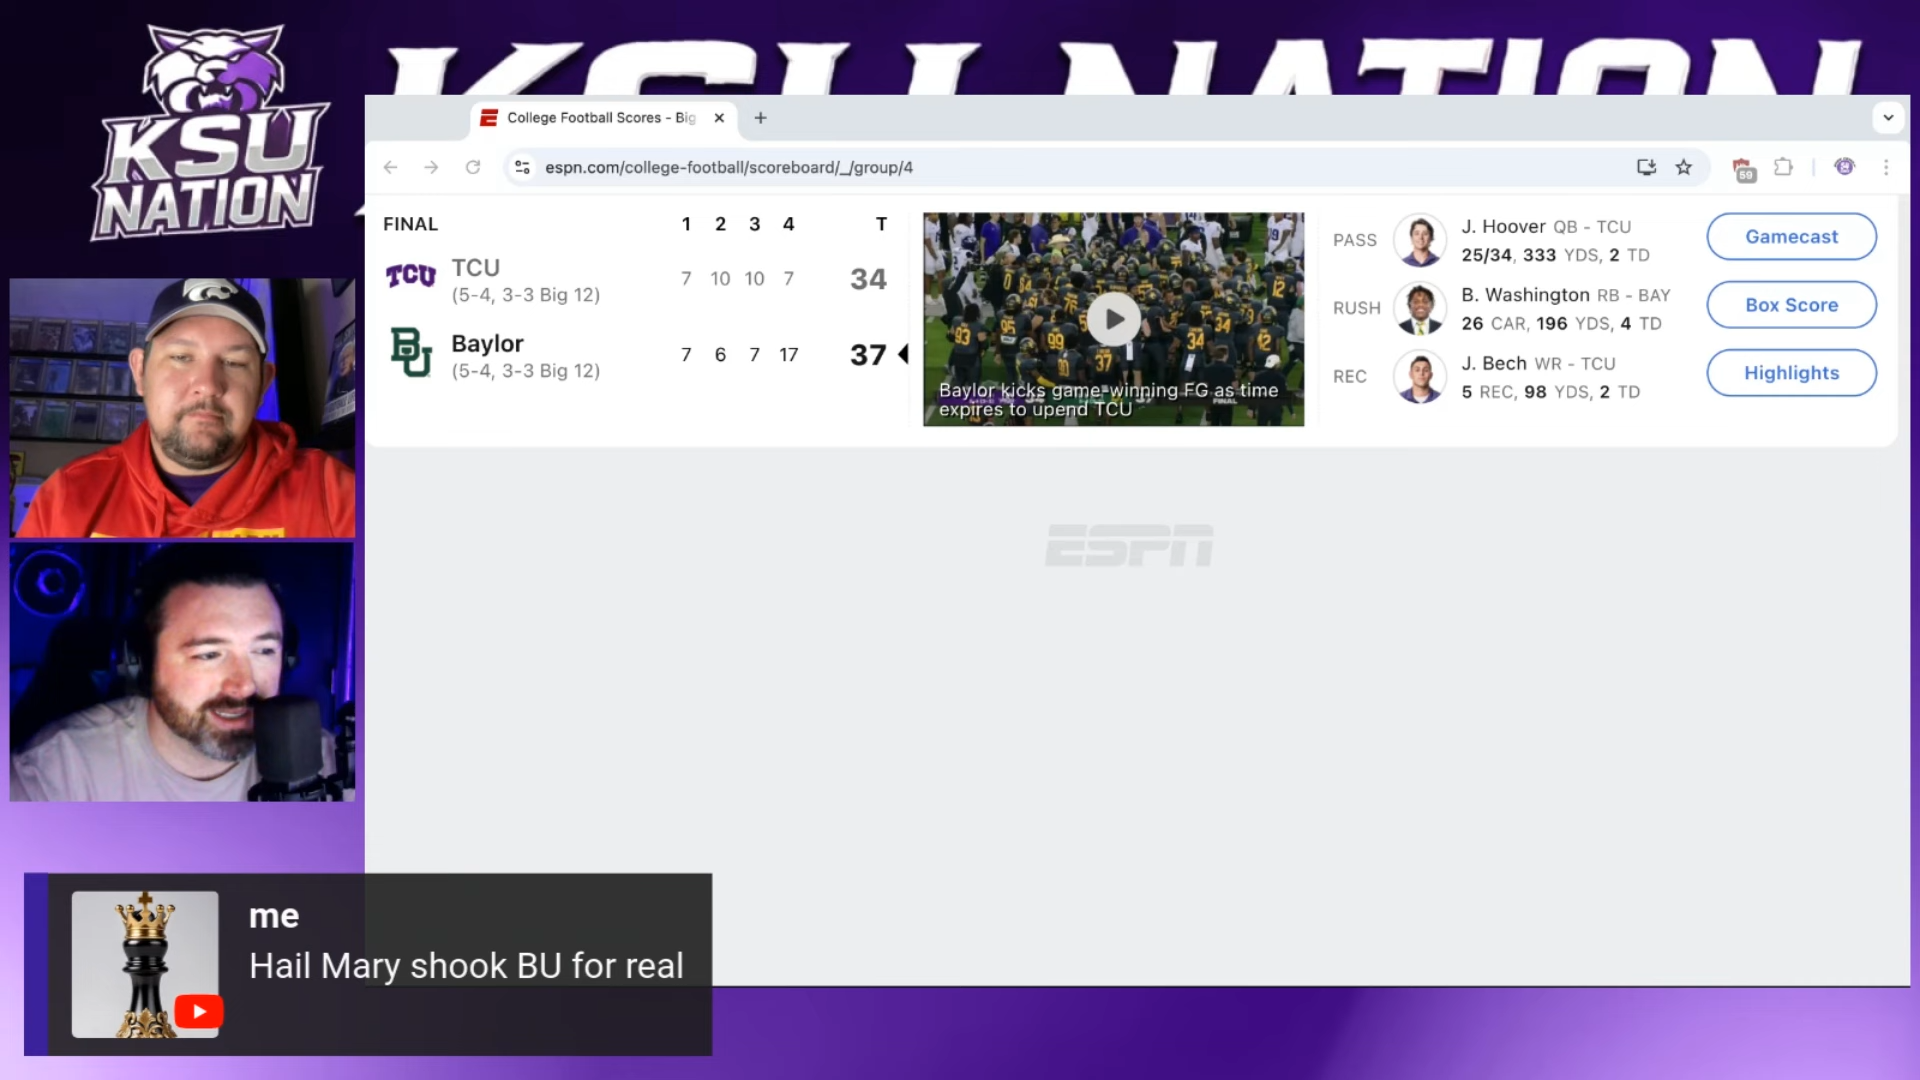 KSU NATION
KSU
NATION
College Football Scores - Big
espn.com/college-football/scoreboard/_/group/4
59
FINAL 1 2 3 4 T
TCU TCU 7 10 10 7 34
(5-4, 3-3 Big 12)
BU Baylor 7 6 7 17 37
(5-4, 3-3 Big 12)
Baylor kicks game-winning FG as time
expires to upend TCU
PASS J. Hoover QB - TCU
25/34, 333 YDS, 2 TD
RUSH B. Washington RB - BAY
26 CAR, 196 YDS, 4 TD
REC J. Bech WR - TCU
5 REC, 98 YDS, 2 TD
Gamecast
Box Score
Highlights
ESPN
me
Hail Mary shook BU for real